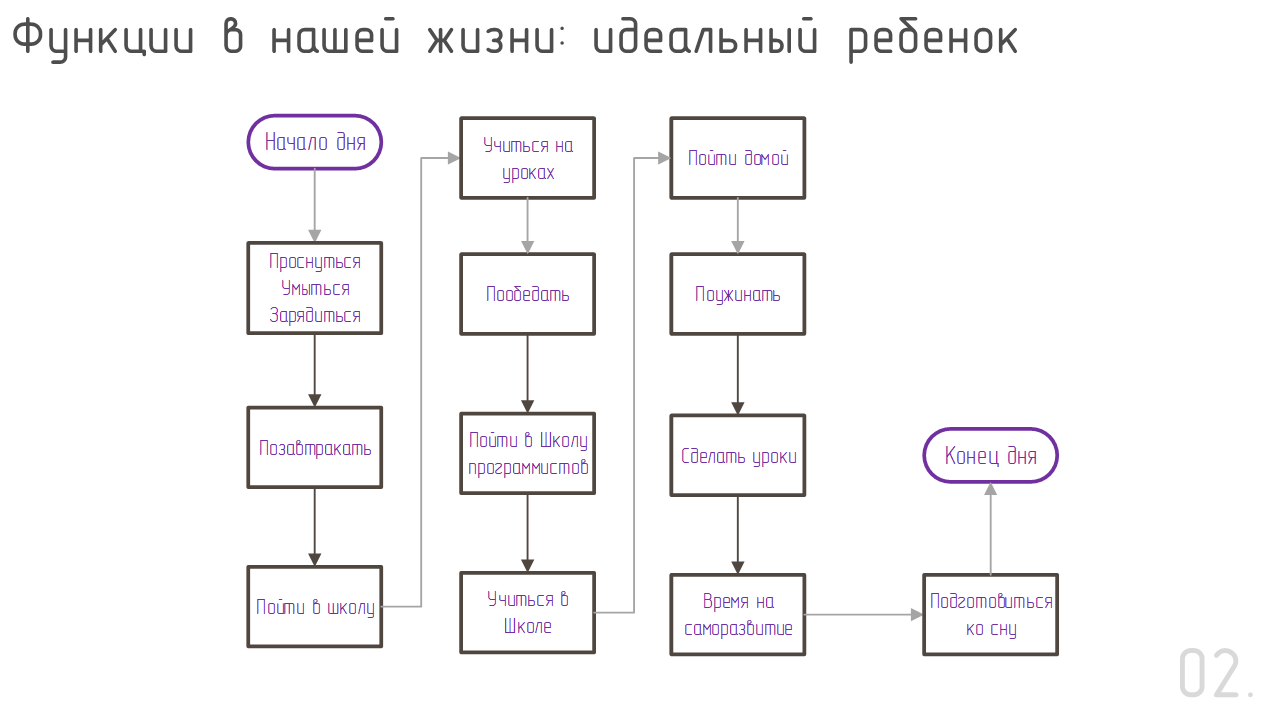 Функции в нашей жизни: идеальный ребенок
Начало дня
Проснуться
Умыться
Зарядиться
Позавтракать
Пойти в школу
Учиться на
уроках
Пообедать
Пойти в Школу
программистов
Учиться в
Школе
Пойти домой
Поужинать
Сделать уроки
Время на
саморазвитие
Подготовиться
ко сну
Конец дня
02.